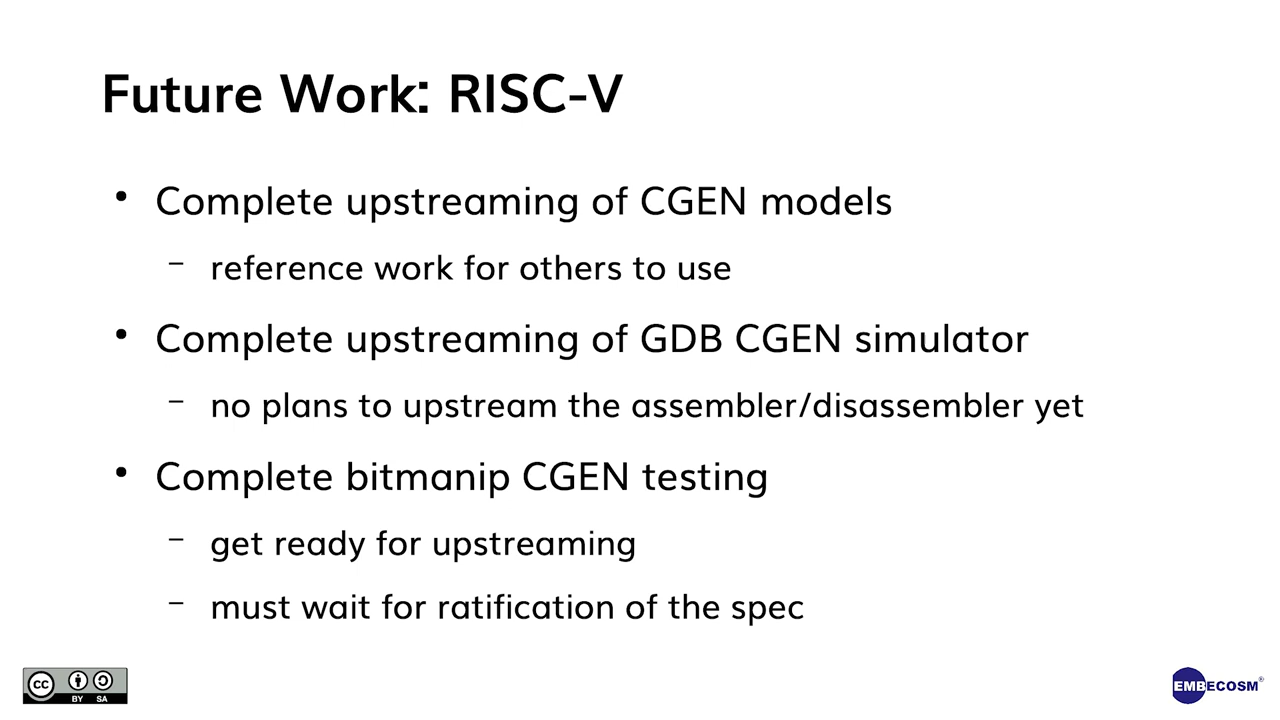 Future Work: RISC-V
• Complete upstreaming of CGEN models
– reference work for others to use
• Complete upstreaming of GDB CGEN simulator
– no plans to upstream the assembler/disassembler yet
• Complete bitmanip CGEN testing
– get ready for upstreaming
– must wait for ratification of the spec
cc BY SA
EMBECOSM®